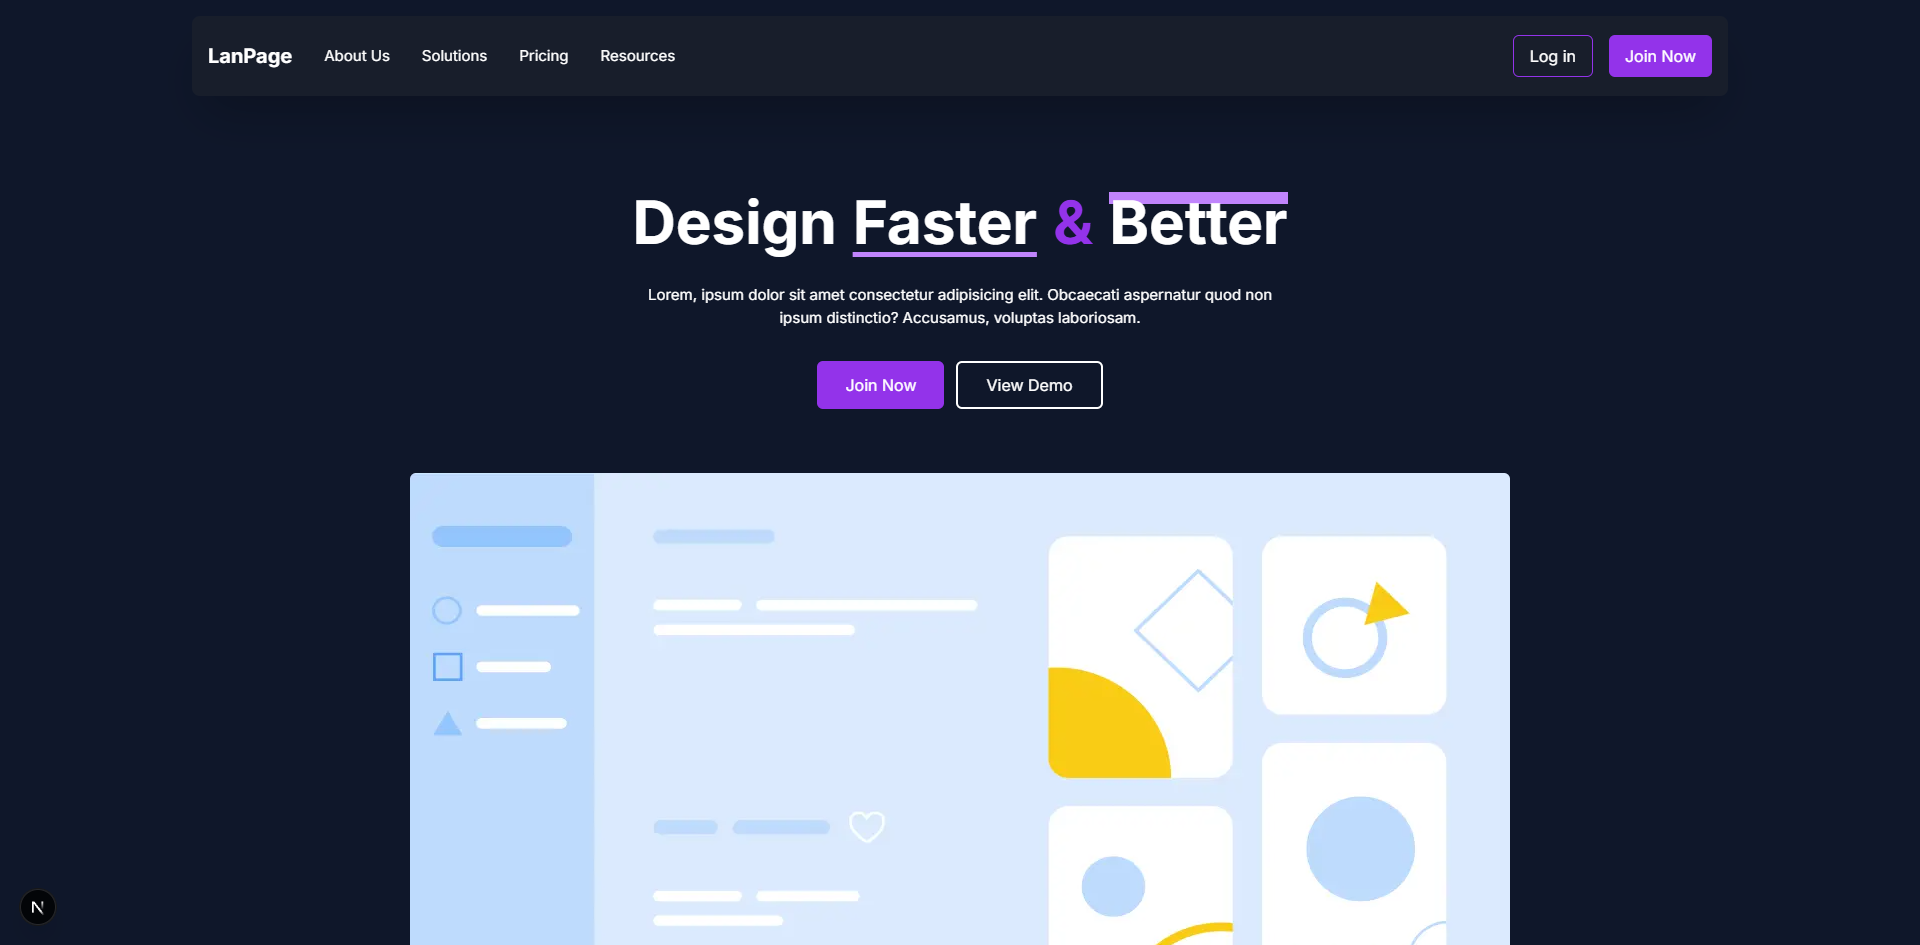 LanPage About Us Solutions Pricing Resources Log in Join Now
Design Faster & Better
Lorem, ipsum dolor sit amet consectetur adipisicing elit. Obcaecati aspernatur quod non
ipsum distinctio? Accusamus, voluptas laboriosam.
Join Now View Demo
N